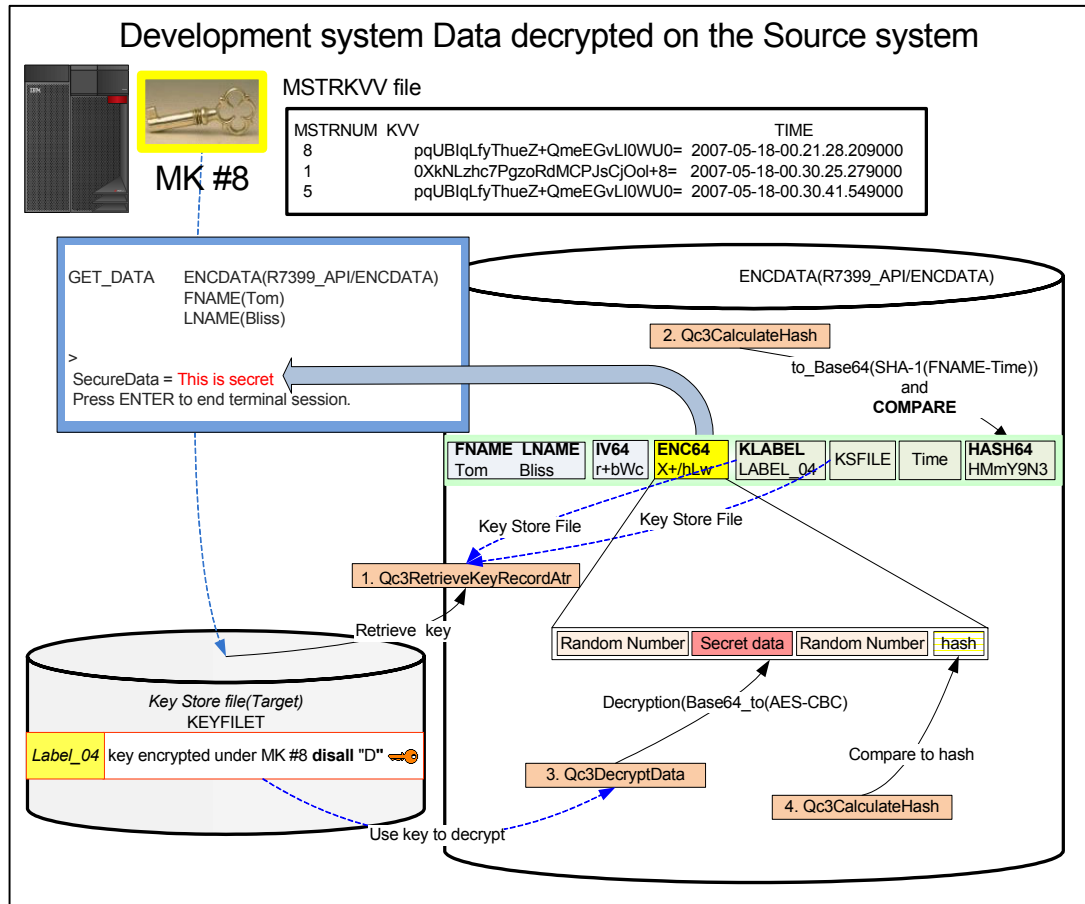 Development system Data decrypted on the Source system
IBM
MK #8
MSTRKVV file
MSTRNUM KVV TIME
8 pqUBIqLfyThueZ+QmeEGvLI0WU0= 2007-05-18-00.21.28.209000
1 0XkNLzhc7PgzoRdMCPJsCjOol+8= 2007-05-18-00.30.25.279000
5 pqUBIqLfyThueZ+QmeEGvLI0WU0= 2007-05-18-00.30.41.549000
GET_DATA ENCDATA(R7399_API/ENCDATA)
FNAME(Tom)
LNAME(Bliss)
>
SecureData = This is secret
Press ENTER to end terminal session.
ENCDATA(R7399_API/ENCDATA)
2. Qc3CalculateHash
to_Base64(SHA-1(FNAME-Time))
and
COMPARE
FNAME LNAME IV64 ENC64 KLABEL KSFILE Time HASH64
Tom Bliss r+bWc X+/hLw LABEL_04 HMmY9N3
Key Store File
Key Store File
1. Qc3RetrieveKeyRecordAtr
Retrieve key
Random Number Secret data Random Number hash
Key Store file(Target)
KEYFILET
Label_04 key encrypted under MK #8 disall "D"
Decryption(Base64_to(AES-CBC)
Compare to hash
3. Qc3DecryptData
4. Qc3CalculateHash
Use key to decrypt